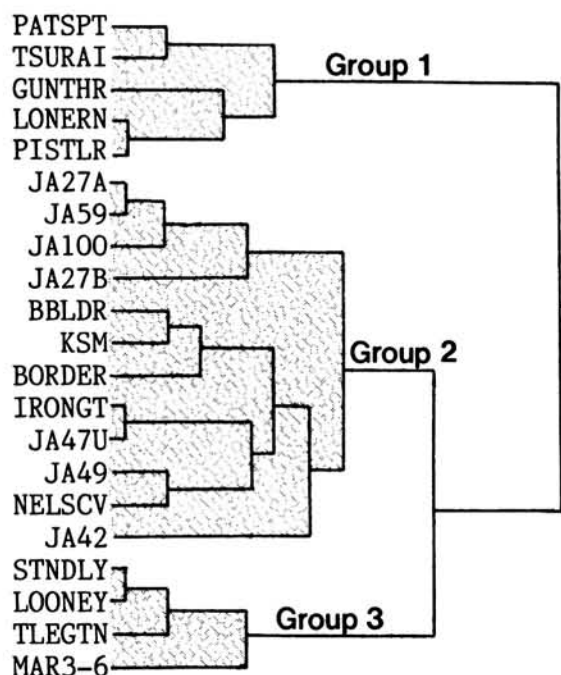 PATSPT
Group 1
TSURAI
GUNTHR
LONERN
PISTLR
JA27A
JA59
JA100
JA27B
BBLDR
KSM
Group 2
BORDER
IRONGT
JA47U
JA49
NELSCV
JA42
STNDLY
LOONEY
Group 3
TLEGTN
MAR3-6